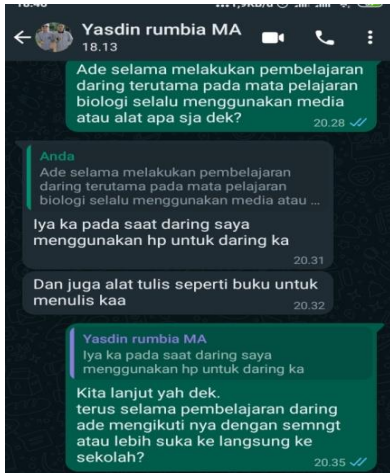 Yasdin rumbia MA
18.13
Ade selama melakukan pembelajaran
daring terutama pada mata pelajaran
biologi selalu menggunakan media
atau alat apa sja dek?
20.28
Anda
Ade selama melakukan pembelajaran
daring terutama pada mata pelajaran
biologi selalu menggunakan media atau ...
Iya ka pada saat daring saya
menggunakan hp untuk daring ka
20.31
Dan juga alat tulis seperti buku untuk
menulis kaa
20.32
Yasdin rumbia MA
Iya ka pada saat daring saya
menggunakan hp untuk daring ka
Kita lanjut yah dek.
terus selama pembelajaran daring
ade mengikuti nya dengan semngt
atau lebih suka ke langsung ke
sekolah?
20.35